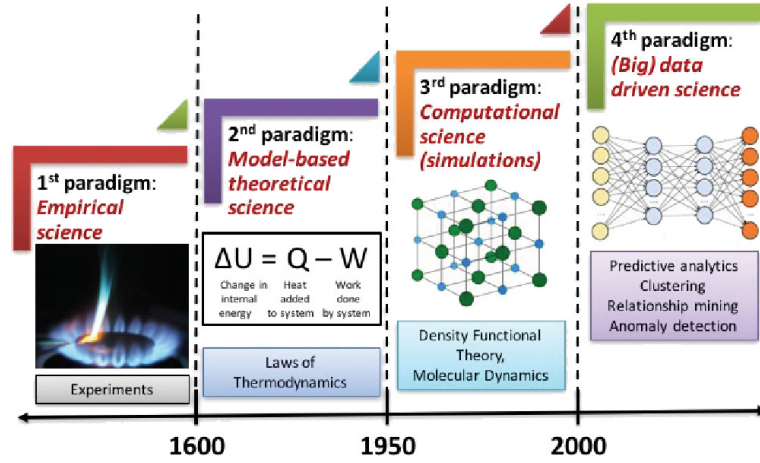 1st paradigm:
Empirical
science
Experiments
2nd paradigm:
Model-based
theoretical
science
ΔU = Q – W
Change in
internal
energy
Heat
added
to system
Work
done
by system
Laws of
Thermodynamics
3rd paradigm:
Computational
science
(simulations)
Density Functional
Theory,
Molecular Dynamics
4th paradigm:
(Big) data
driven science
Predictive analytics
Clustering
Relationship mining
Anomaly detection
1600
1950
2000